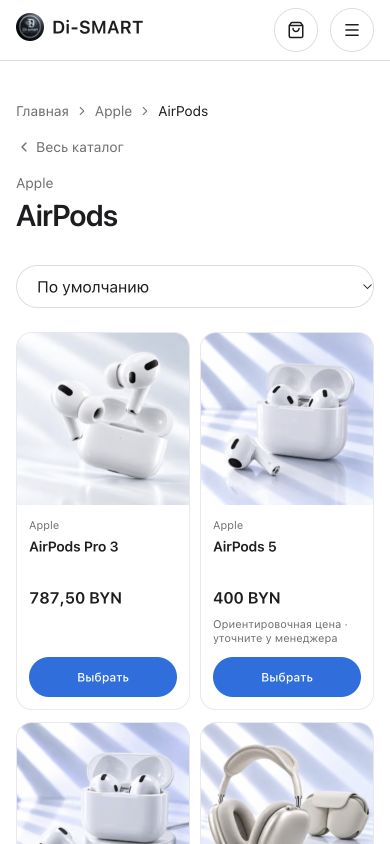 Di-SMART
Главная > Apple > AirPods
Весь каталог
Apple
AirPods
По умолчанию
Apple
AirPods Pro 3
787,50 BYN
Выбрать
Apple
AirPods 5
400 BYN
Ориентировочная цена ·
уточните у менеджера
Выбрать